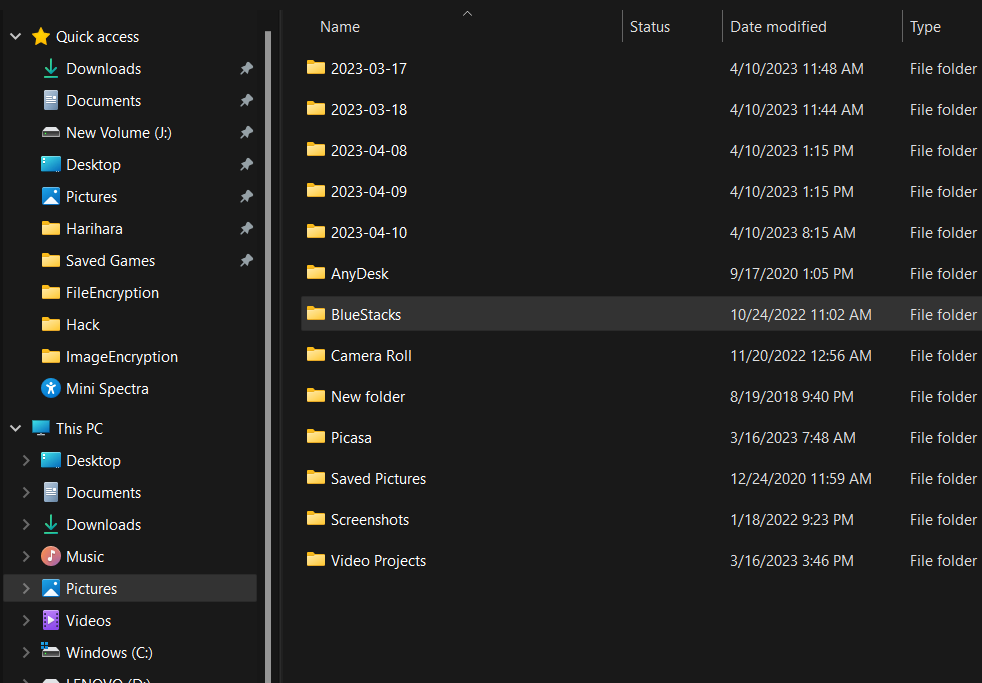 Quick access
Downloads
Documents
New Volume (J:)
Desktop
Pictures
Harihara
Saved Games
FileEncryption
Hack
ImageEncryption
Mini Spectra
This PC
Desktop
Documents
Downloads
Music
Pictures
Videos
Windows (C:)
LENOVO (D:)
Name Status Date modified Type
2023-03-17 4/10/2023 11:48 AM File folder
2023-03-18 4/10/2023 11:44 AM File folder
2023-04-08 4/10/2023 1:15 PM File folder
2023-04-09 4/10/2023 1:15 PM File folder
2023-04-10 4/10/2023 8:15 AM File folder
AnyDesk 9/17/2020 1:05 PM File folder
BlueStacks 10/24/2022 11:02 AM File folder
Camera Roll 11/20/2022 12:56 AM File folder
New folder 8/19/2018 9:40 PM File folder
Picasa 3/16/2023 7:48 AM File folder
Saved Pictures 12/24/2020 11:59 AM File folder
Screenshots 1/18/2022 9:23 PM File folder
Video Projects 3/16/2023 3:46 PM File folder